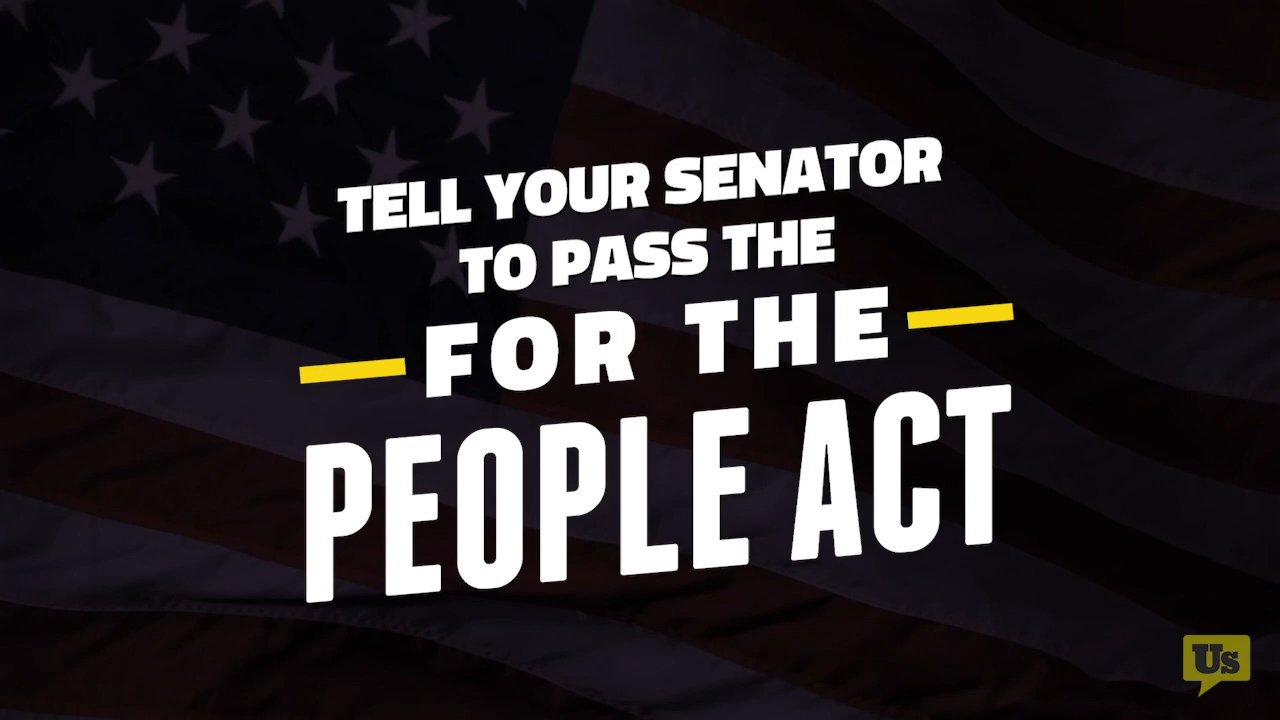 TELL YOUR SENATOR
TO PASS THE
FOR THE
PEOPLE ACT
Us